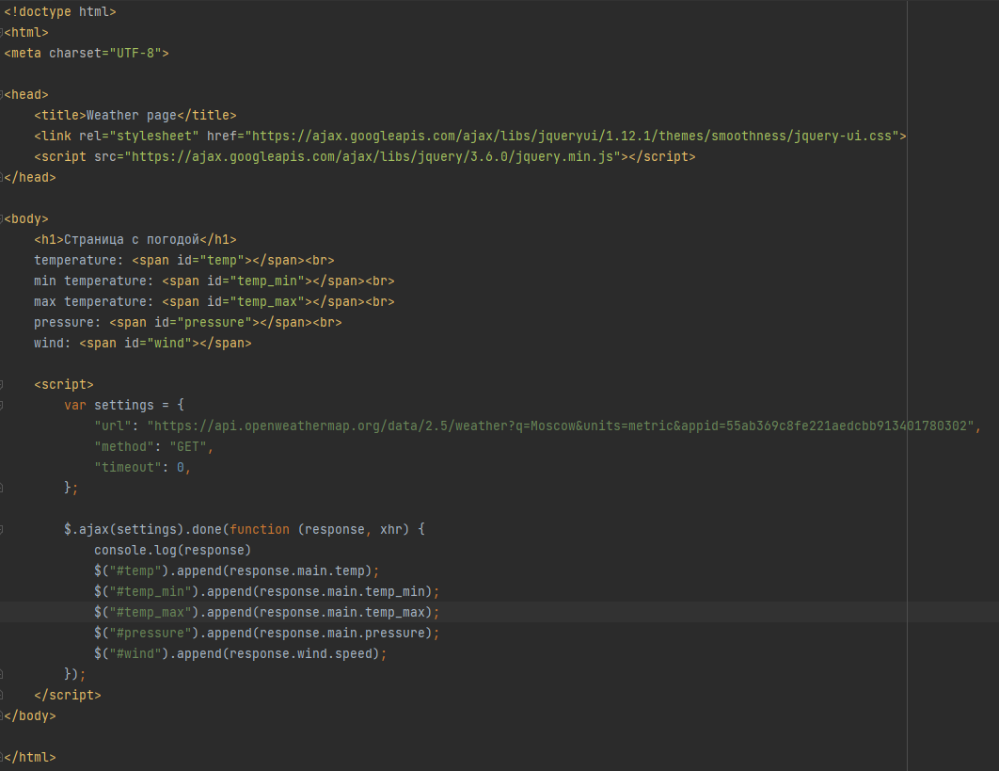 <!doctype html>
<html>
<meta charset="UTF-8">
<head>
    <title>Weather page</title>
    <link rel="stylesheet" href="https://ajax.googleapis.com/ajax/libs/jqueryui/1.12.1/themes/smoothness/jquery-ui.css">
    <script src="https://ajax.googleapis.com/ajax/libs/jquery/3.6.0/jquery.min.js"></script>
</head>
<body>
    <h1>Страница с погодой</h1>
    temperature: <span id="temp"></span><br>
    min temperature: <span id="temp_min"></span><br>
    max temperature: <span id="temp_max"></span><br>
    pressure: <span id="pressure"></span><br>
    wind: <span id="wind"></span>
    <script>
        var settings = {
            "url": "https://api.openweathermap.org/data/2.5/weather?q=Moscow&units=metric&appid=55ab369c8fe221aedcbb913401780302",
            "method": "GET",
            "timeout": 0,
        };
        $.ajax(settings).done(function (response, xhr) {
            console.log(response)
            $("#temp").append(response.main.temp);
            $("#temp_min").append(response.main.temp_min);
            $("#temp_max").append(response.main.temp_max);
            $("#pressure").append(response.main.pressure);
            $("#wind").append(response.wind.speed);
        });
    </script>
</body>
</html>